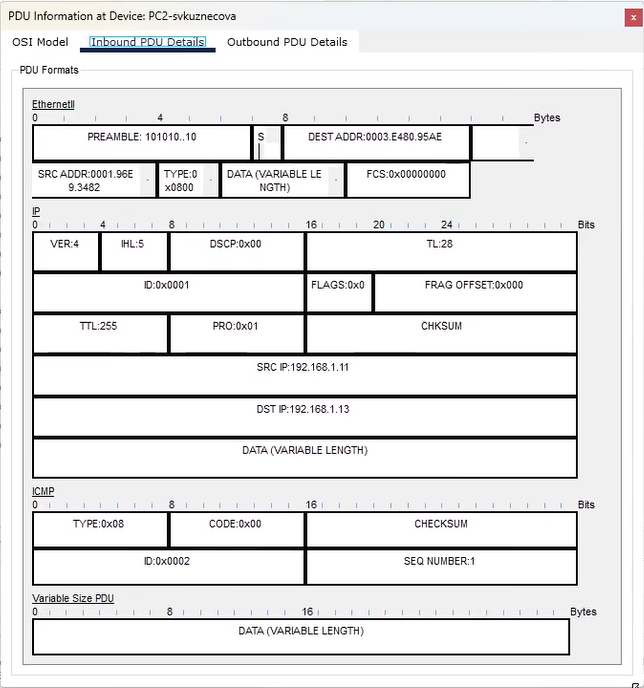 PDU Information at Device: PC2-svkuznecova
x
OSI Model Inbound PDU Details Outbound PDU Details
PDU Formats
EthernetII
0 4 8 Bytes
PREAMBLE: 101010..10 S DEST ADDR:0003.E480.95AE
SRC ADDR:0001.96E TYPE:0 DATA (VARIABLE LE FCS:0x00000000
9.3482 x0800 NGTH)
IP
0 4 8 16 20 24 Bits
VER:4 IHL:5 DSCP:0x00 TL:28
ID:0x0001 FLAGS:0x0 FRAG OFFSET:0x000
TTL:255 PRO:0x01 CHKSUM
SRC IP:192.168.1.11
DST IP:192.168.1.13
DATA (VARIABLE LENGTH)
ICMP
0 8 16 Bits
TYPE:0x08 CODE:0x00 CHECKSUM
ID:0x0002 SEQ NUMBER:1
Variable Size PDU
0 8 16 Bytes
DATA (VARIABLE LENGTH)